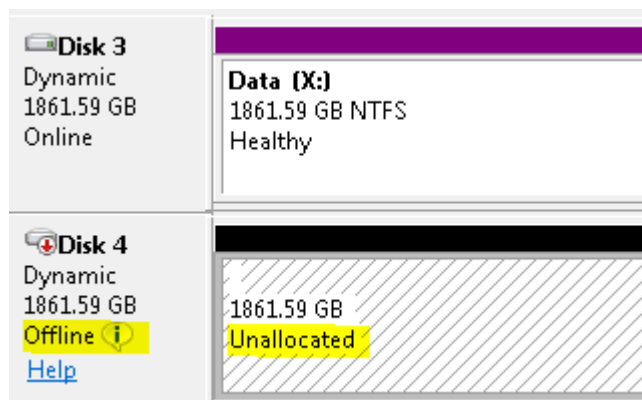 Disk 3
Dynamic
1861.59 GB
Online
Data (X:)
1861.59 GB NTFS
Healthy
Disk 4
Dynamic
1861.59 GB
Offline
Help
1861.59 GB
Unallocated